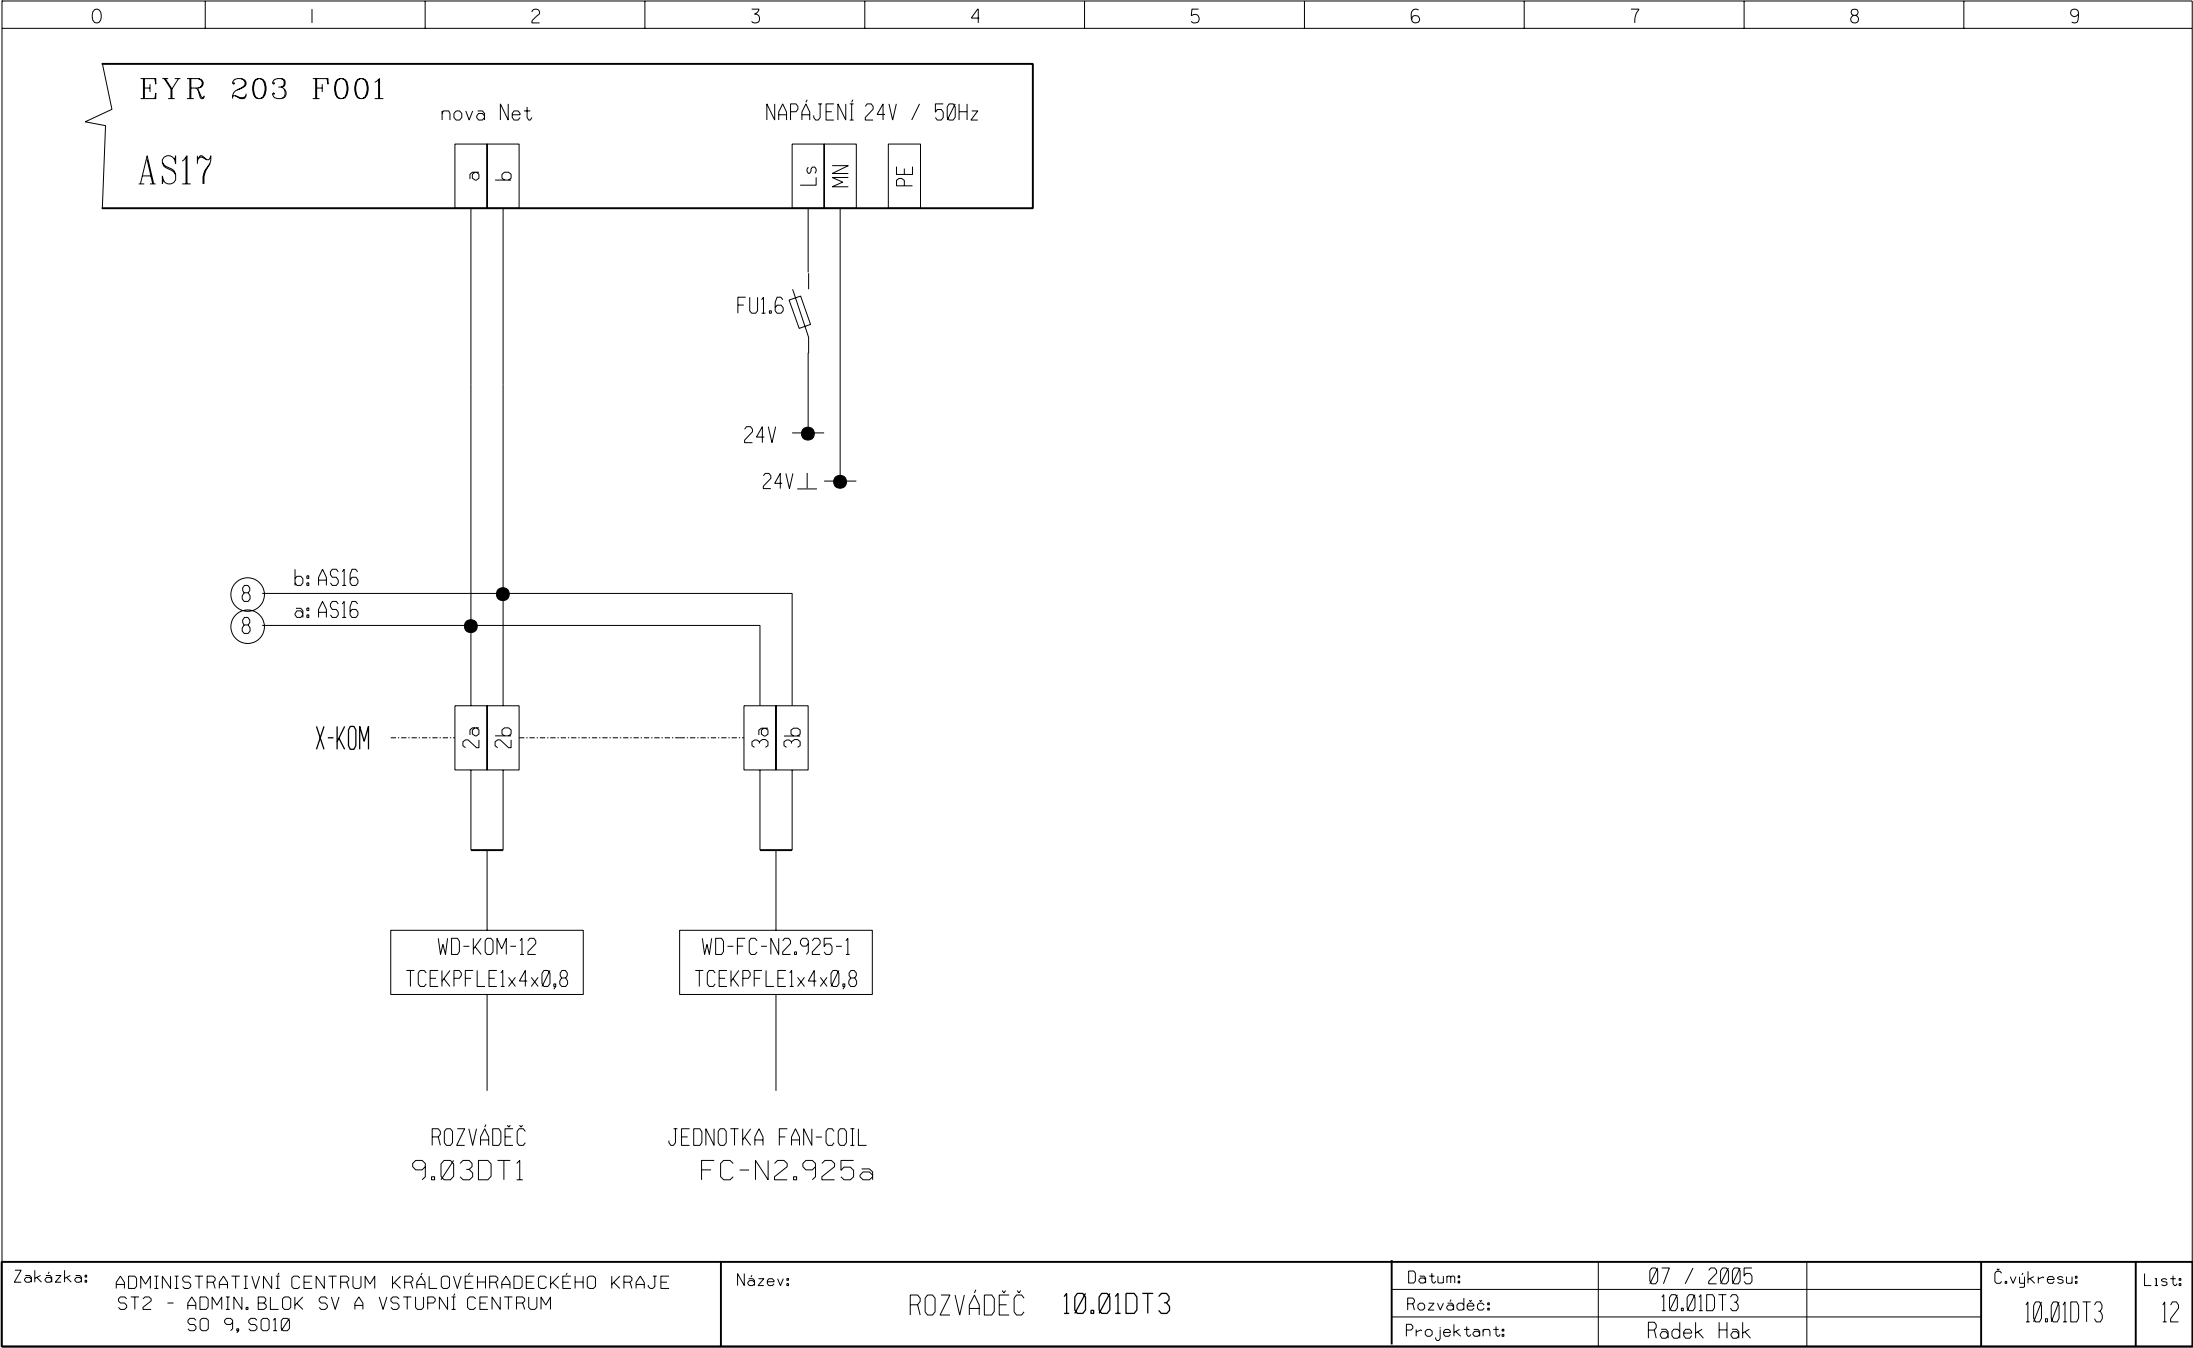 0 1 2 3 4 5 6 7 8 9
EYR 203 F001
nova Net
NAPÁJENÍ 24V / 50Hz
AS17
a b Ls MN PE
FU1.6
24V
24V⊥
8 b: AS16
8 a: AS16
X-KOM 2a 2b 3a 3b
WD-KOM-12
TCEKPFLE1x4x0,8
WD-FC-N2.925-1
TCEKPFLE1x4x0,8
ROZVÁDĚČ
9.03DT1
JEDNOTKA FAN-COIL
FC-N2.925a
Zakázka: ADMINISTRATIVNÍ CENTRUM KRÁLOVÉHRADECKÉHO KRAJE
ST2 - ADMIN. BLOK SV A VSTUPNÍ CENTRUM
SO 9, SO10
Název:
ROZVÁDĚČ 10.01DT3
Datum: 07 / 2005
Rozváděč: 10.01DT3
Projektant: Radek Hak
Č.výkresu:
10.01DT3
List:
12